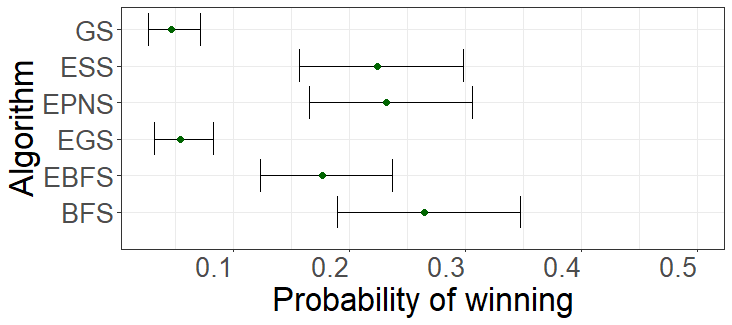 Algorithm
GS
ESS
EPNS
EGS
EBFS
BFS
0.1 0.2 0.3 0.4 0.5
Probability of winning